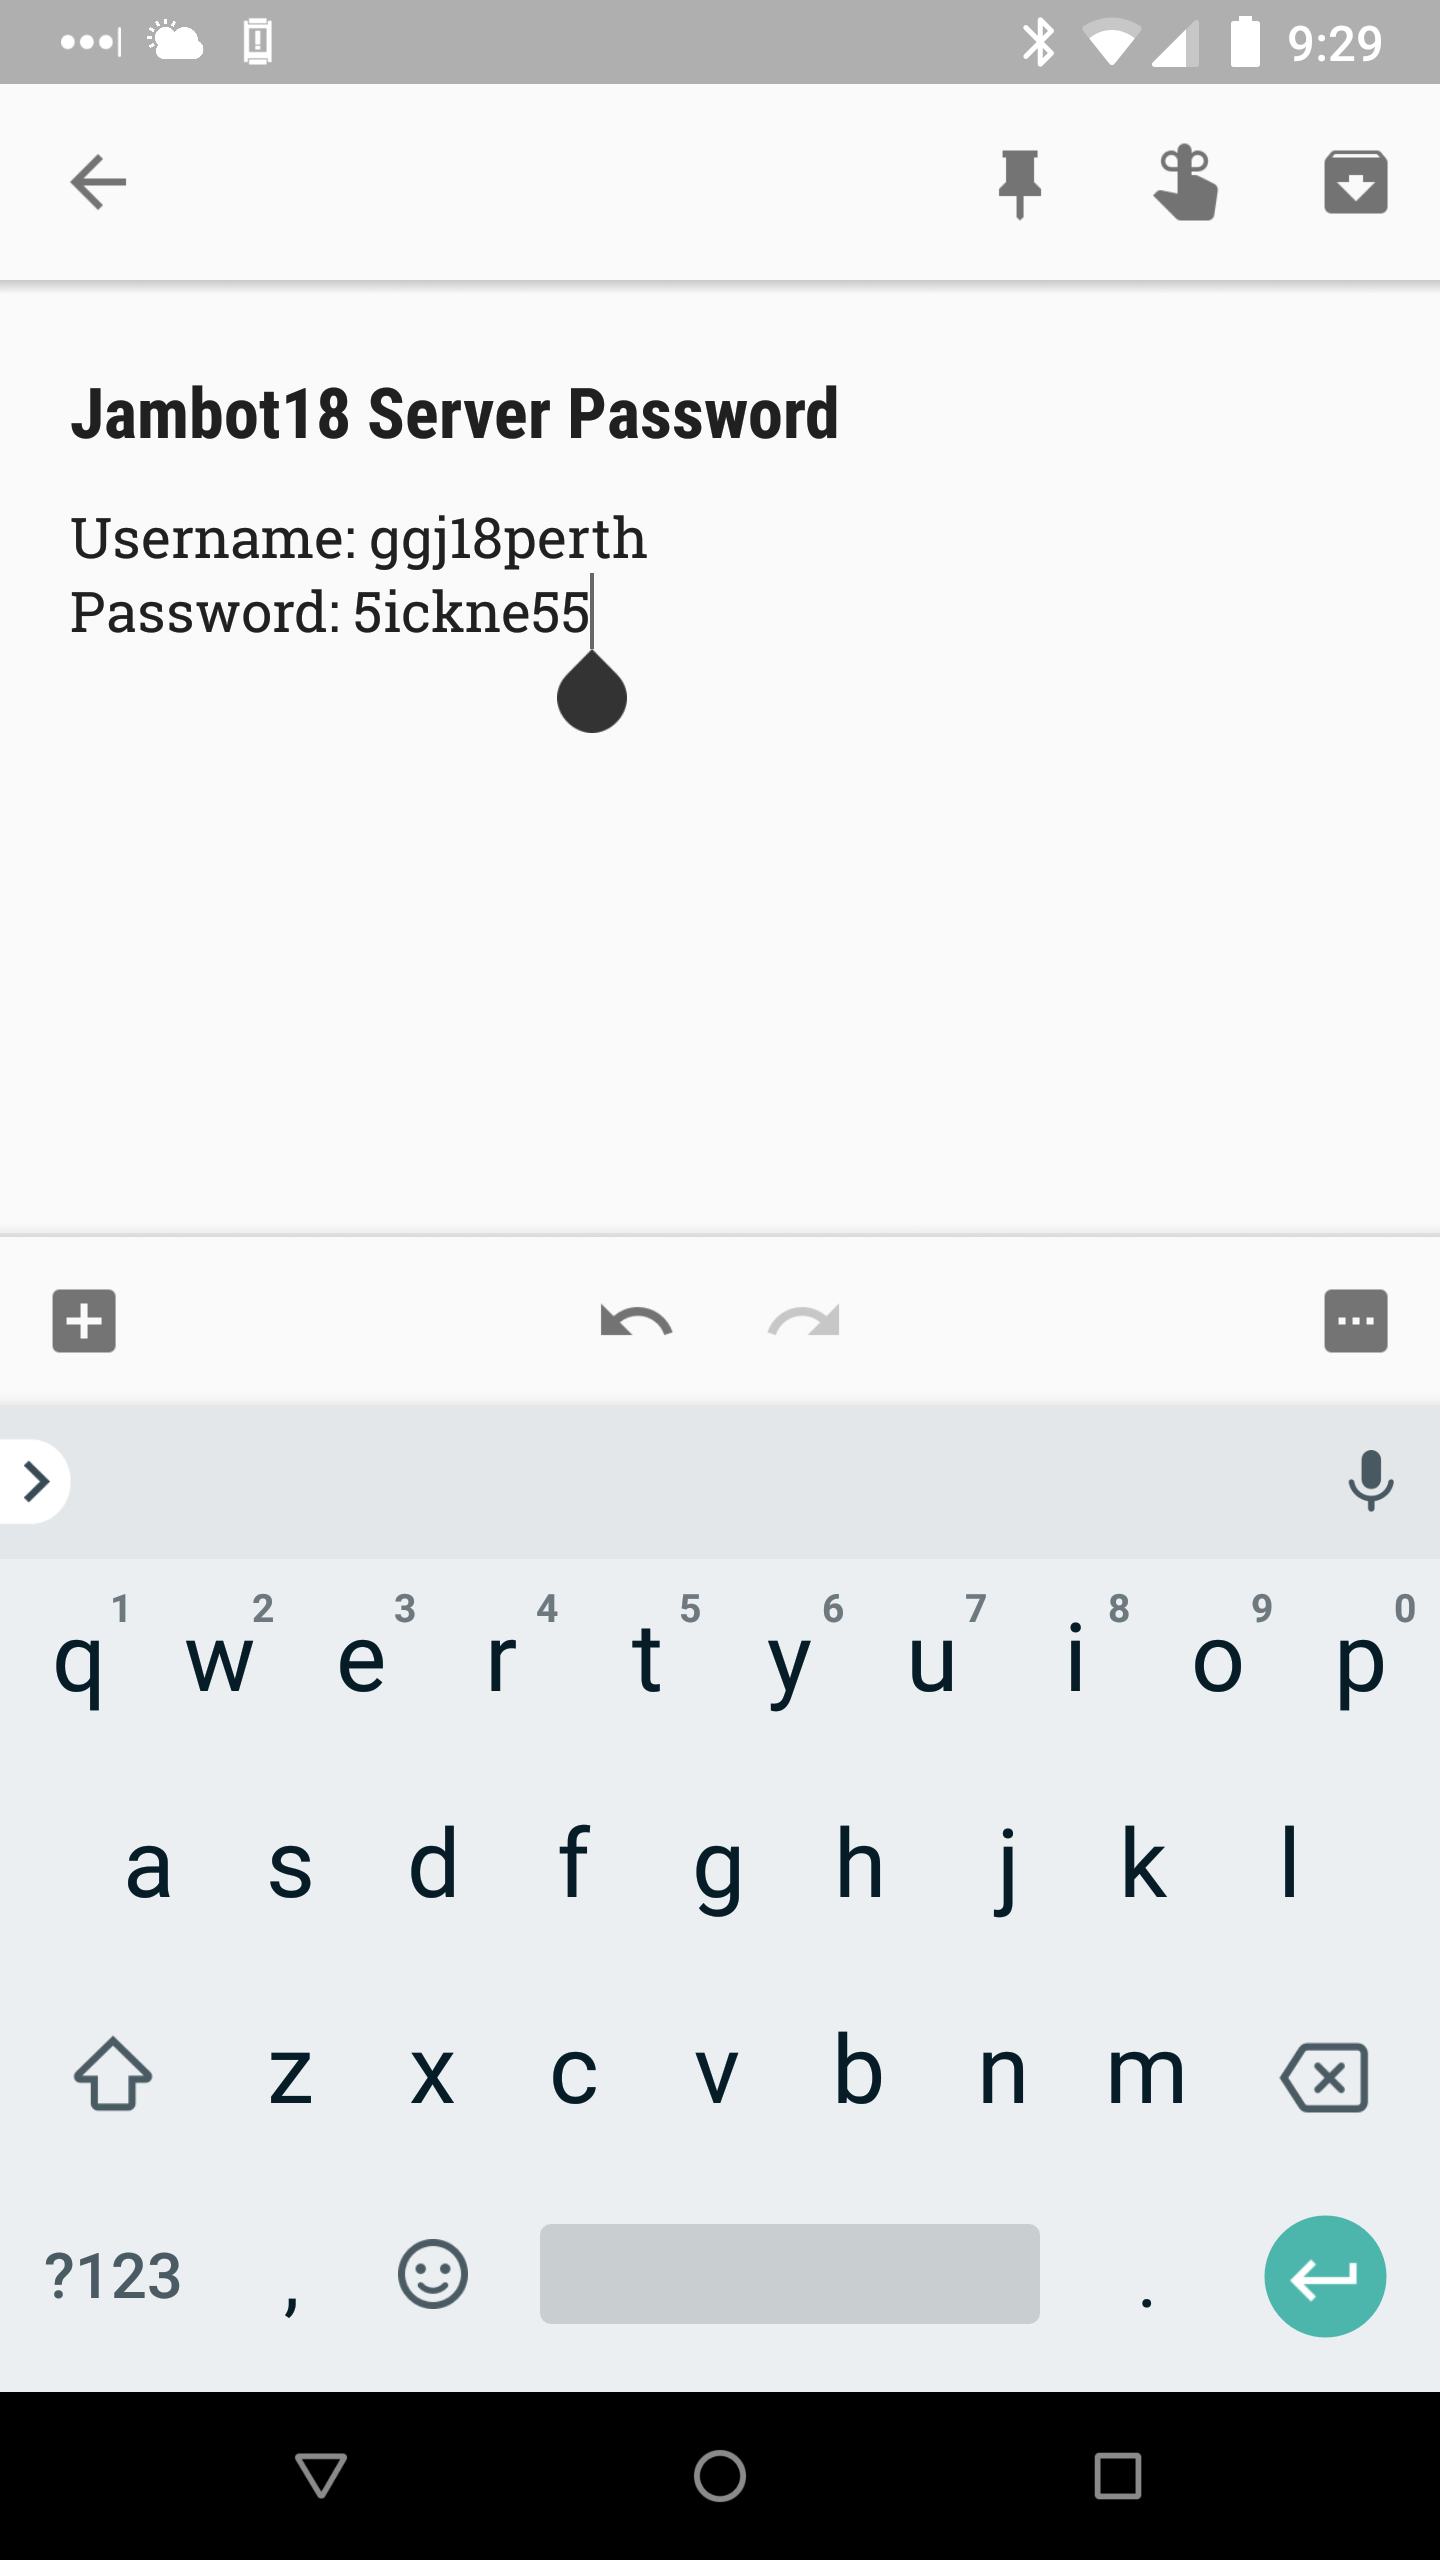 9:29
Jambot18 Server Password
Username: ggj18perth
Password: 5ickne55
1 2 3 4 5 6 7 8 9 0
q w e r t y u i o p
a s d f g h j k l
z x c v b n m
?123 , .